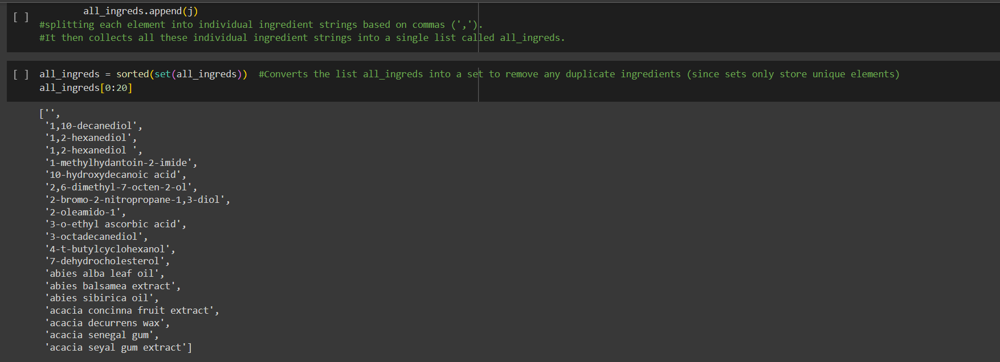 all_ingreds.append(j)
[ ]
#splitting each element into individual ingredient strings based on commas (',').
#It then collects all these individual ingredient strings into a single list called all_ingreds.
[ ] all_ingreds = sorted(set(all_ingreds))  #Converts the list all_ingreds into a set to remove any duplicate ingredients (since sets only store unique elements)
all_ingreds[0:20]
['',
'1,10-decanediol',
'1,2-hexanediol',
'1,2-hexanediol ',
'1-methylhydantoin-2-imide',
'10-hydroxydecanoic acid',
'2,6-dimethyl-7-octen-2-ol',
'2-bromo-2-nitropropane-1,3-diol',
'2-oleamido-1',
'3-o-ethyl ascorbic acid',
'3-octadecanediol',
'4-t-butylcyclohexanol',
'7-dehydrocholesterol',
'abies alba leaf oil',
'abies balsamea extract',
'abies sibirica oil',
'acacia concinna fruit extract',
'acacia decurrens wax',
'acacia senegal gum',
'acacia seyal gum extract']